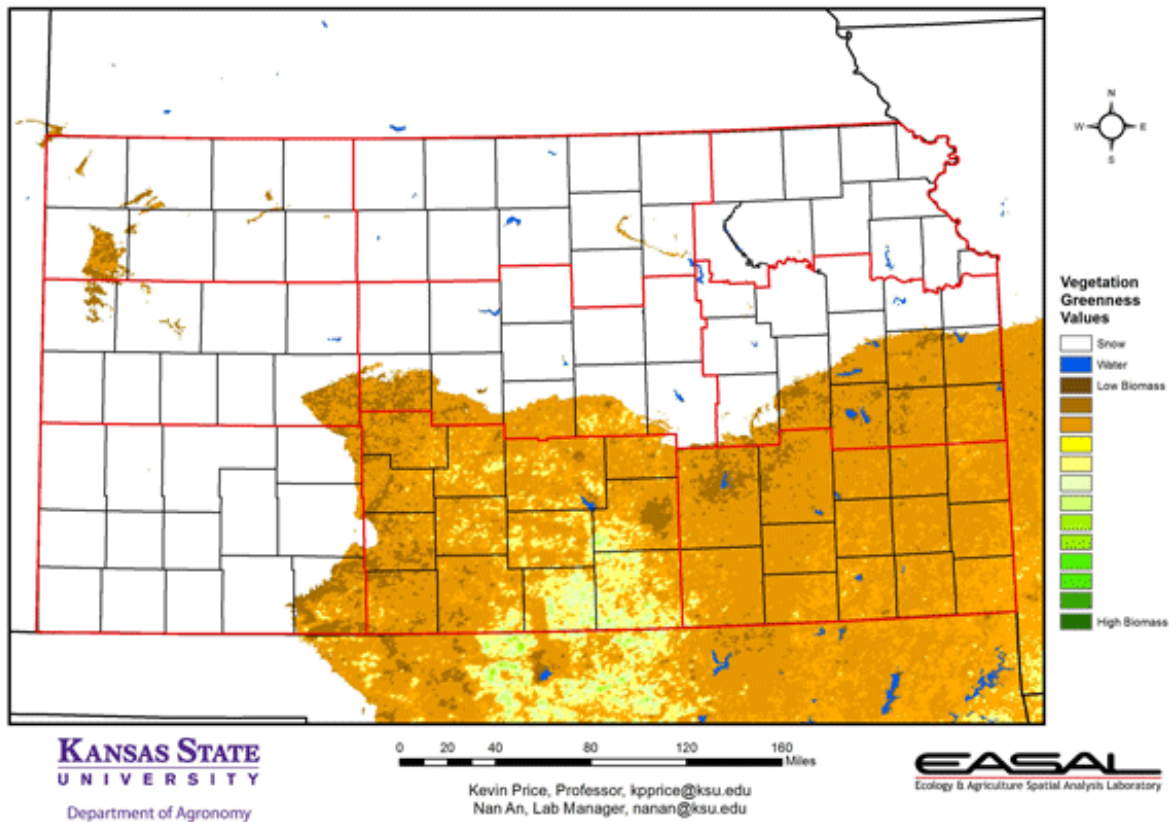 N
W E
S
Vegetation
Greenness
Values
Snow
Water
Low Biomass
High Biomass
KANSAS STATE
UNIVERSITY
Department of Agronomy
0 20 40 80 120 160
Miles
Kevin Price, Professor, kpprice@ksu.edu
Nan An, Lab Manager, nanan@ksu.edu
EASAL
Ecology & Agriculture Spatial Analysis Laboratory